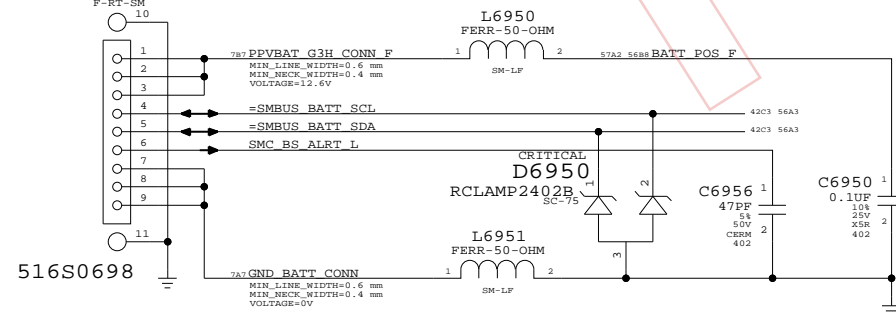 F-RT-SM
10
1
2
3
4
5
6
7
8
9
11
516S0698
7B7 PPVBAT_G3H_CONN_F
MIN_LINE_WIDTH=0.6 mm
MIN_NECK_WIDTH=0.4 mm
VOLTAGE=12.6V
L6950
FERR-50-OHM
1 2
SM-LF
57A2 56B8 BATT_POS_F
=SMBUS_BATT_SCL
42C3 56A3
=SMBUS_BATT_SDA
42C3 56A3
SMC_BS_ALRT_L
CRITICAL
D6950
RCLAMP2402B
SC-75
1
2
3
C6956
47PF
5%
50V
CERM
402
1
2
C6950
0.1UF
10%
25V
X5R
402
1
2
L6951
FERR-50-OHM
1 2
SM-LF
7A7 GND_BATT_CONN
MIN_LINE_WIDTH=0.6 mm
MIN_NECK_WIDTH=0.4 mm
VOLTAGE=0V